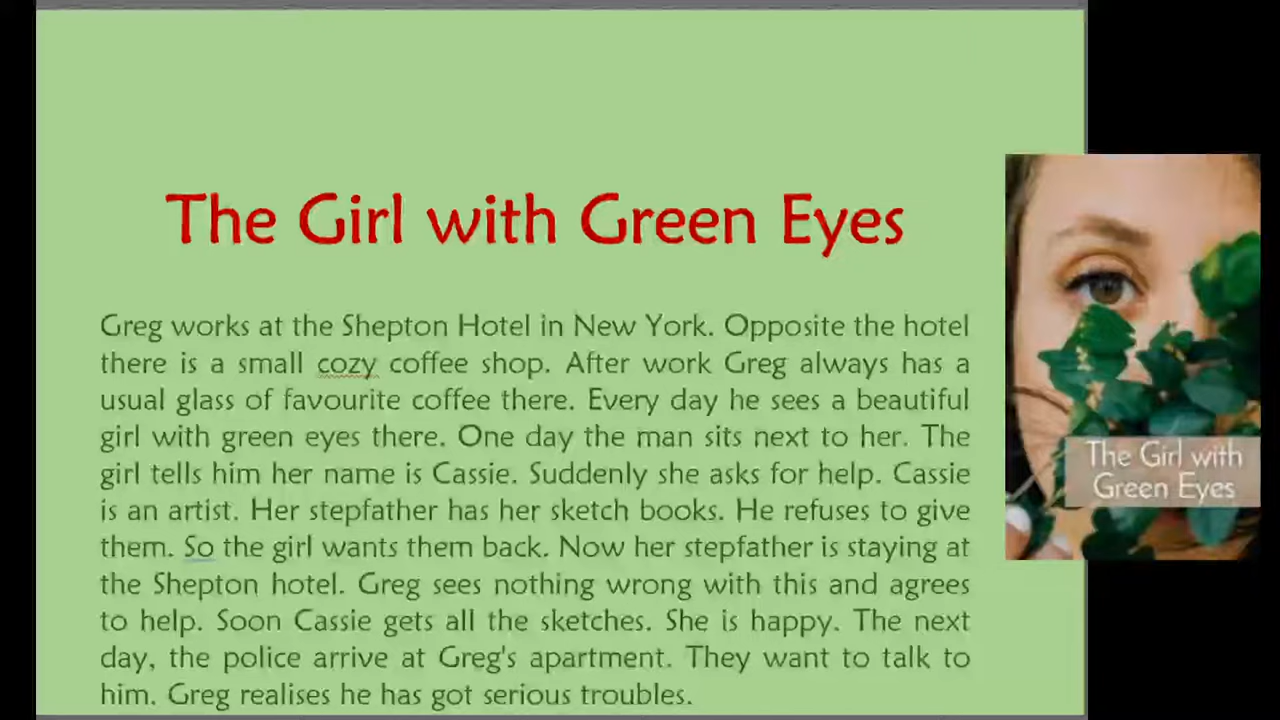 The Girl with Green Eyes
Greg works at the Shepton Hotel in New York. Opposite the hotel
there is a small cozy coffee shop. After work Greg always has a
usual glass of favourite coffee there. Every day he sees a beautiful
girl with green eyes there. One day the man sits next to her. The
girl tells him her name is Cassie. Suddenly she asks for help. Cassie
is an artist. Her stepfather has her sketch books. He refuses to give
them. So the girl wants them back. Now her stepfather is staying at
the Shepton hotel. Greg sees nothing wrong with this and agrees
to help. Soon Cassie gets all the sketches. She is happy. The next
day, the police arrive at Greg's apartment. They want to talk to
him. Greg realises he has got serious troubles.
The Girl with
Green Eyes